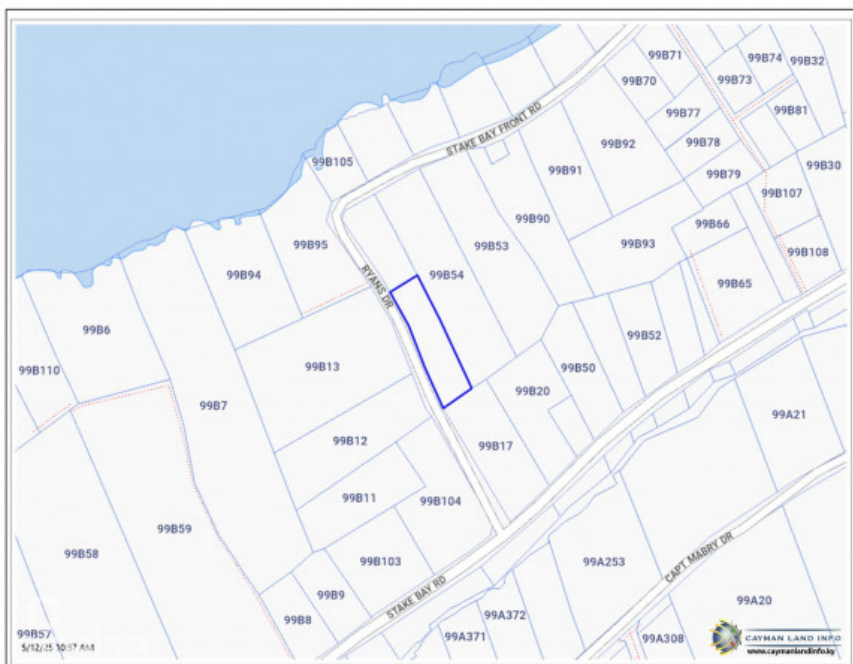 99B71
99B74
99B32
99B70
99B73
99B81
99B77
99B92
99B78
STAKE BAY FRONT RD
99B105
99B91
99B79
99B30
99B107
99B90
99B66
99B95
99B53
99B93
99B108
99B94
RYANS DR
99B54
99B65
99B6
99B52
99B13
99B110
99B50
99B20
99B7
99A21
99B12
99B17
99B11
99B104
99B59
99B58
99B103
CAPT MABRY DR
99A253
99B9
STAKE BAY RD
99A20
99B8
99A372
99B57
99A371
99A308
5/12/25 10:57 AM
CAYMAN LAND INFO
www.caymanlandinfo.ky